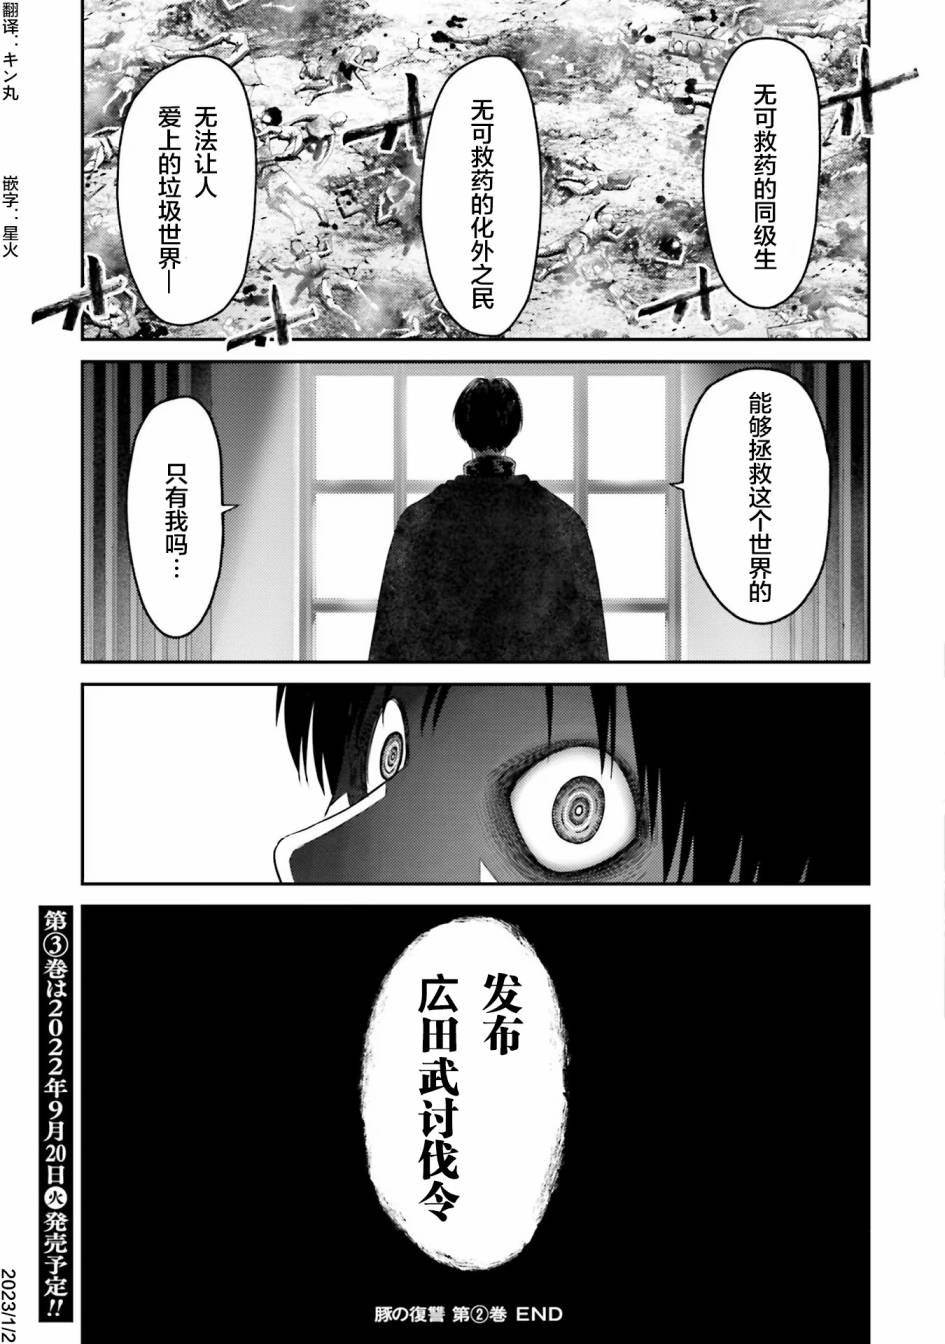 翻译：キン丸
嵌字：星火
无可救药的同级生
无可救药的化外之民
无法让人
爱上的垃圾世界—
能够拯救这个世界的
只有我吗…
发布
広田武讨伐令
第③巻は2022年9月20日㊋発売予定!!
豚の復讐 第②巻 END
2023/1/2